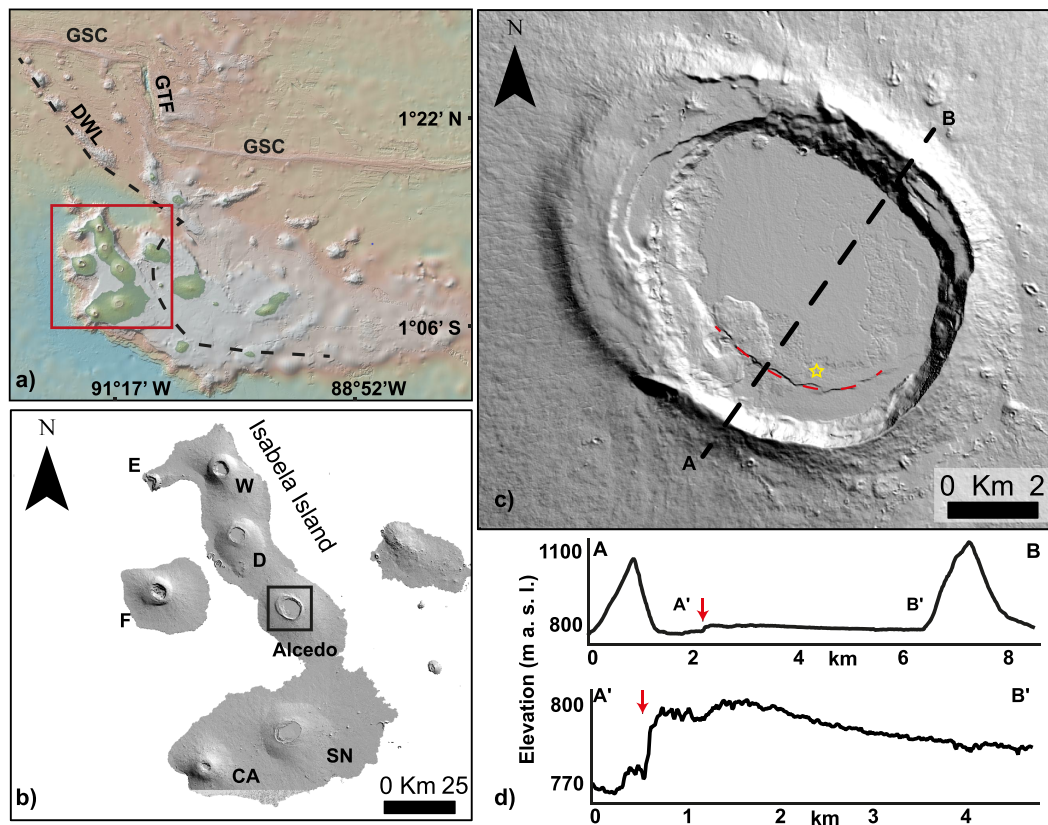 GSC
GTF
DWL
GSC
1°22' N
1°06' S
a)
91°17' W
88°52'W
N
E
W
Isabela Island
D
F
Alcedo
SN
CA
0 Km 25
b)
N
B
A
c)
0 Km 2
Elevation (m a. s. l.)
1100
A
B
A'
B'
800
0
2
4
km
6
8
800
A'
B'
770
d)
0
1
2
km
3
4